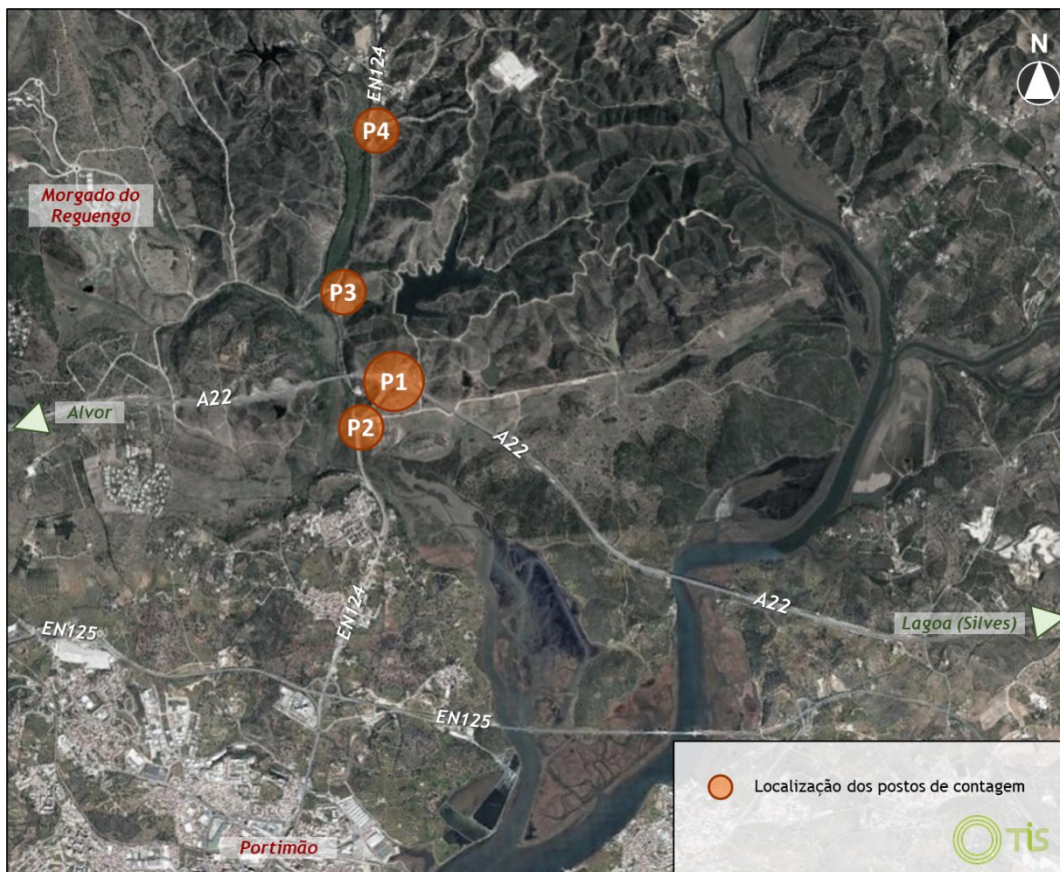 N
EN124
P4
Morgado do
Reguengo
P3
P1
A22
Alvor
P2
A22
EN124
A22
EN125
Lagoa (Silves)
EN125
Localização dos postos de contagem
Portimão
TIS